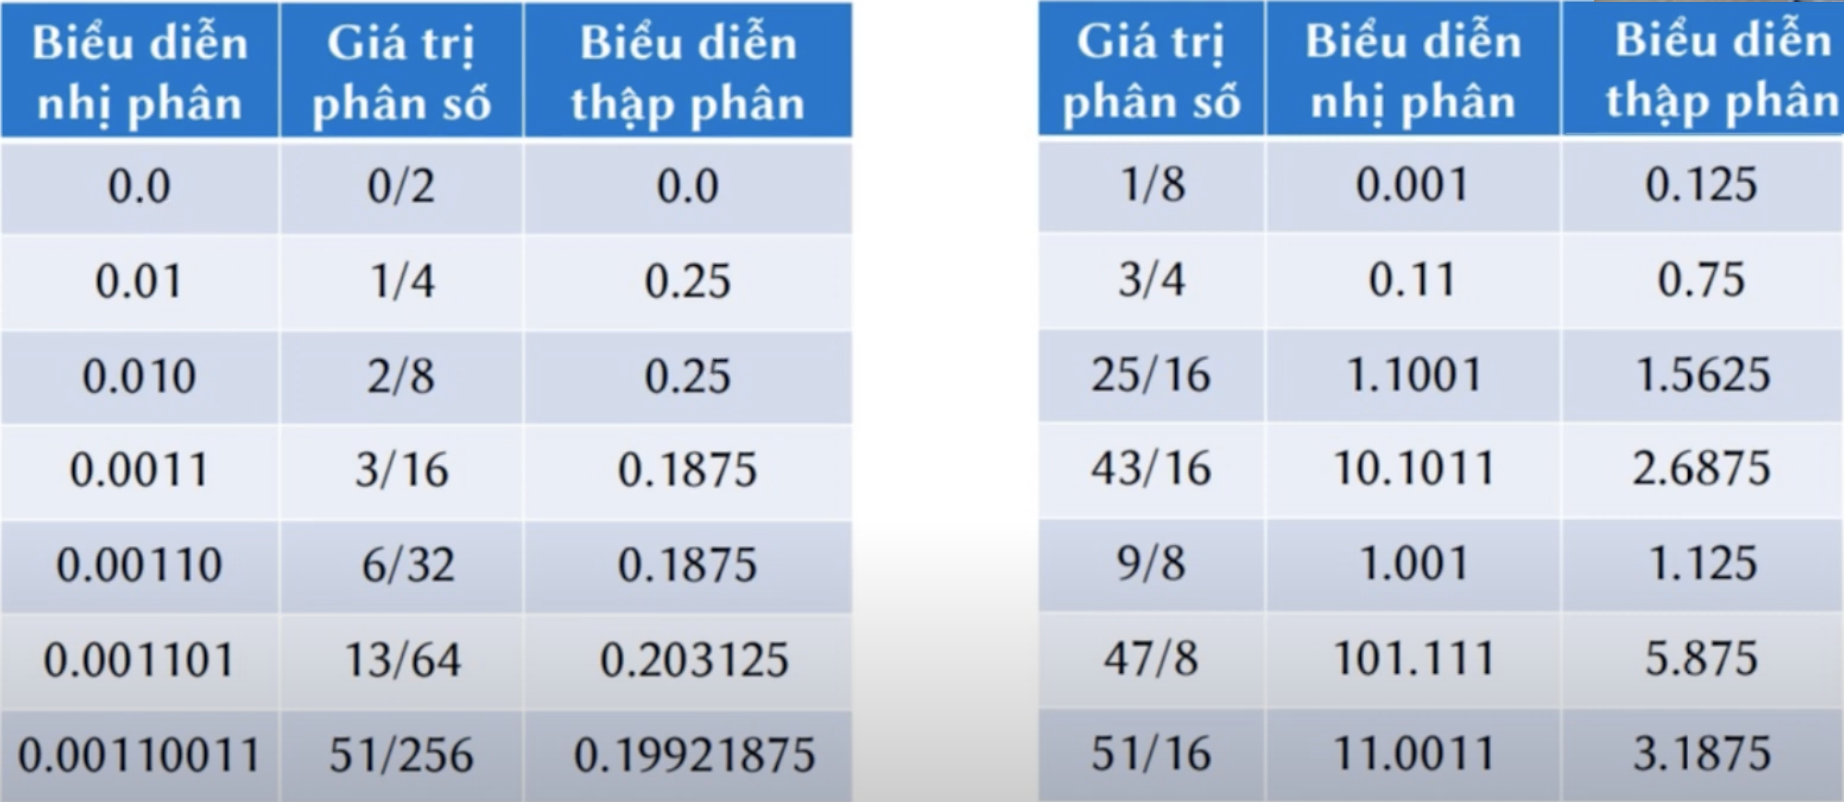 Biểu diễn nhị phân Giá trị phân số Biểu diễn thập phân
0.0 0/2 0.0
0.01 1/4 0.25
0.010 2/8 0.25
0.0011 3/16 0.1875
0.00110 6/32 0.1875
0.001101 13/64 0.203125
0.00110011 51/256 0.19921875
Giá trị phân số Biểu diễn nhị phân Biểu diễn thập phân
1/8 0.001 0.125
3/4 0.11 0.75
25/16 1.1001 1.5625
43/16 10.1011 2.6875
9/8 1.001 1.125
47/8 101.111 5.875
51/16 11.0011 3.1875